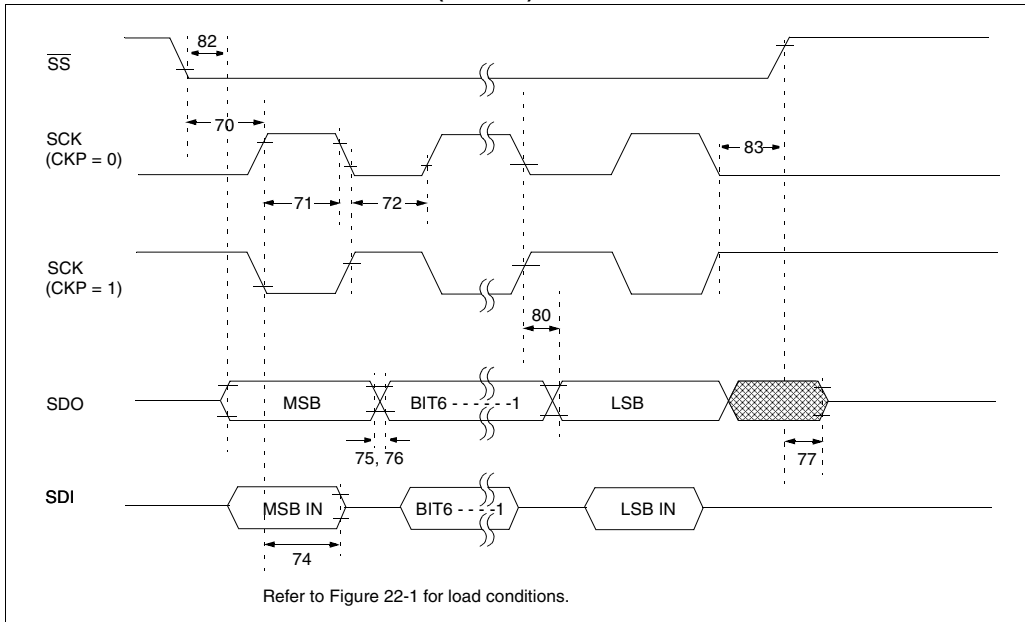 82
SS
70
SCK
(CKP = 0)
83
71
72
SCK
(CKP = 1)
80
SDO
MSB
BIT6 - - - - - -1
LSB
75, 76
77
SDI
MSB IN
BIT6 - - - -1
LSB IN
74
Refer to Figure 22-1 for load conditions.